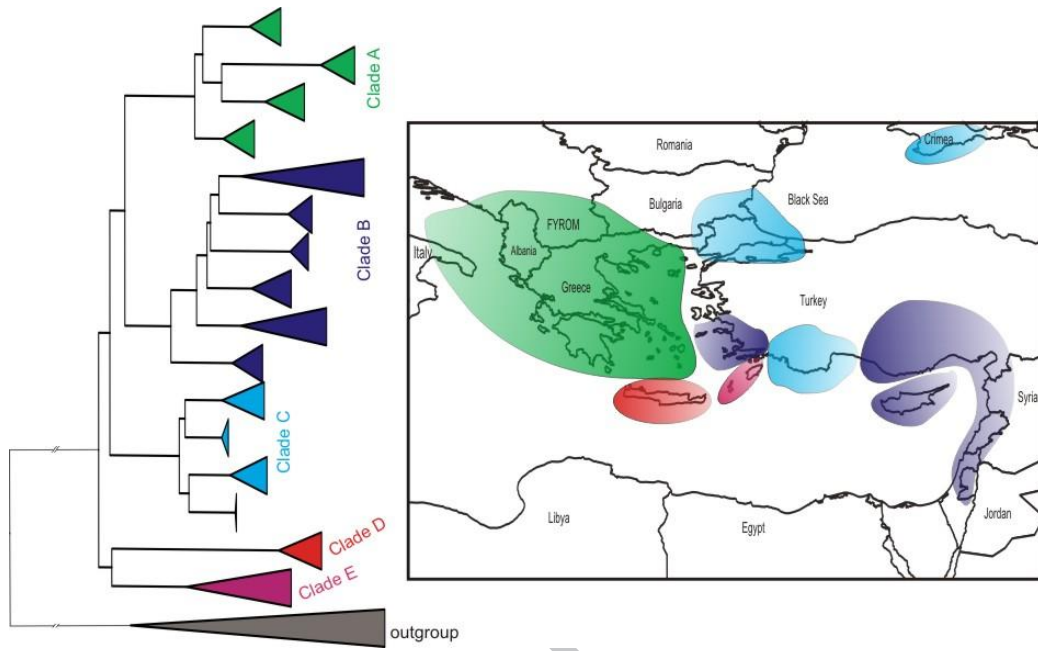 Clade A
Clade B
Clade C
Clade D
Clade E
outgroup
Crimea
Romania
Bulgaria
Black Sea
FYROM
Italy
Albania
Greece
Turkey
Syria
Libya
Egypt
Jordan